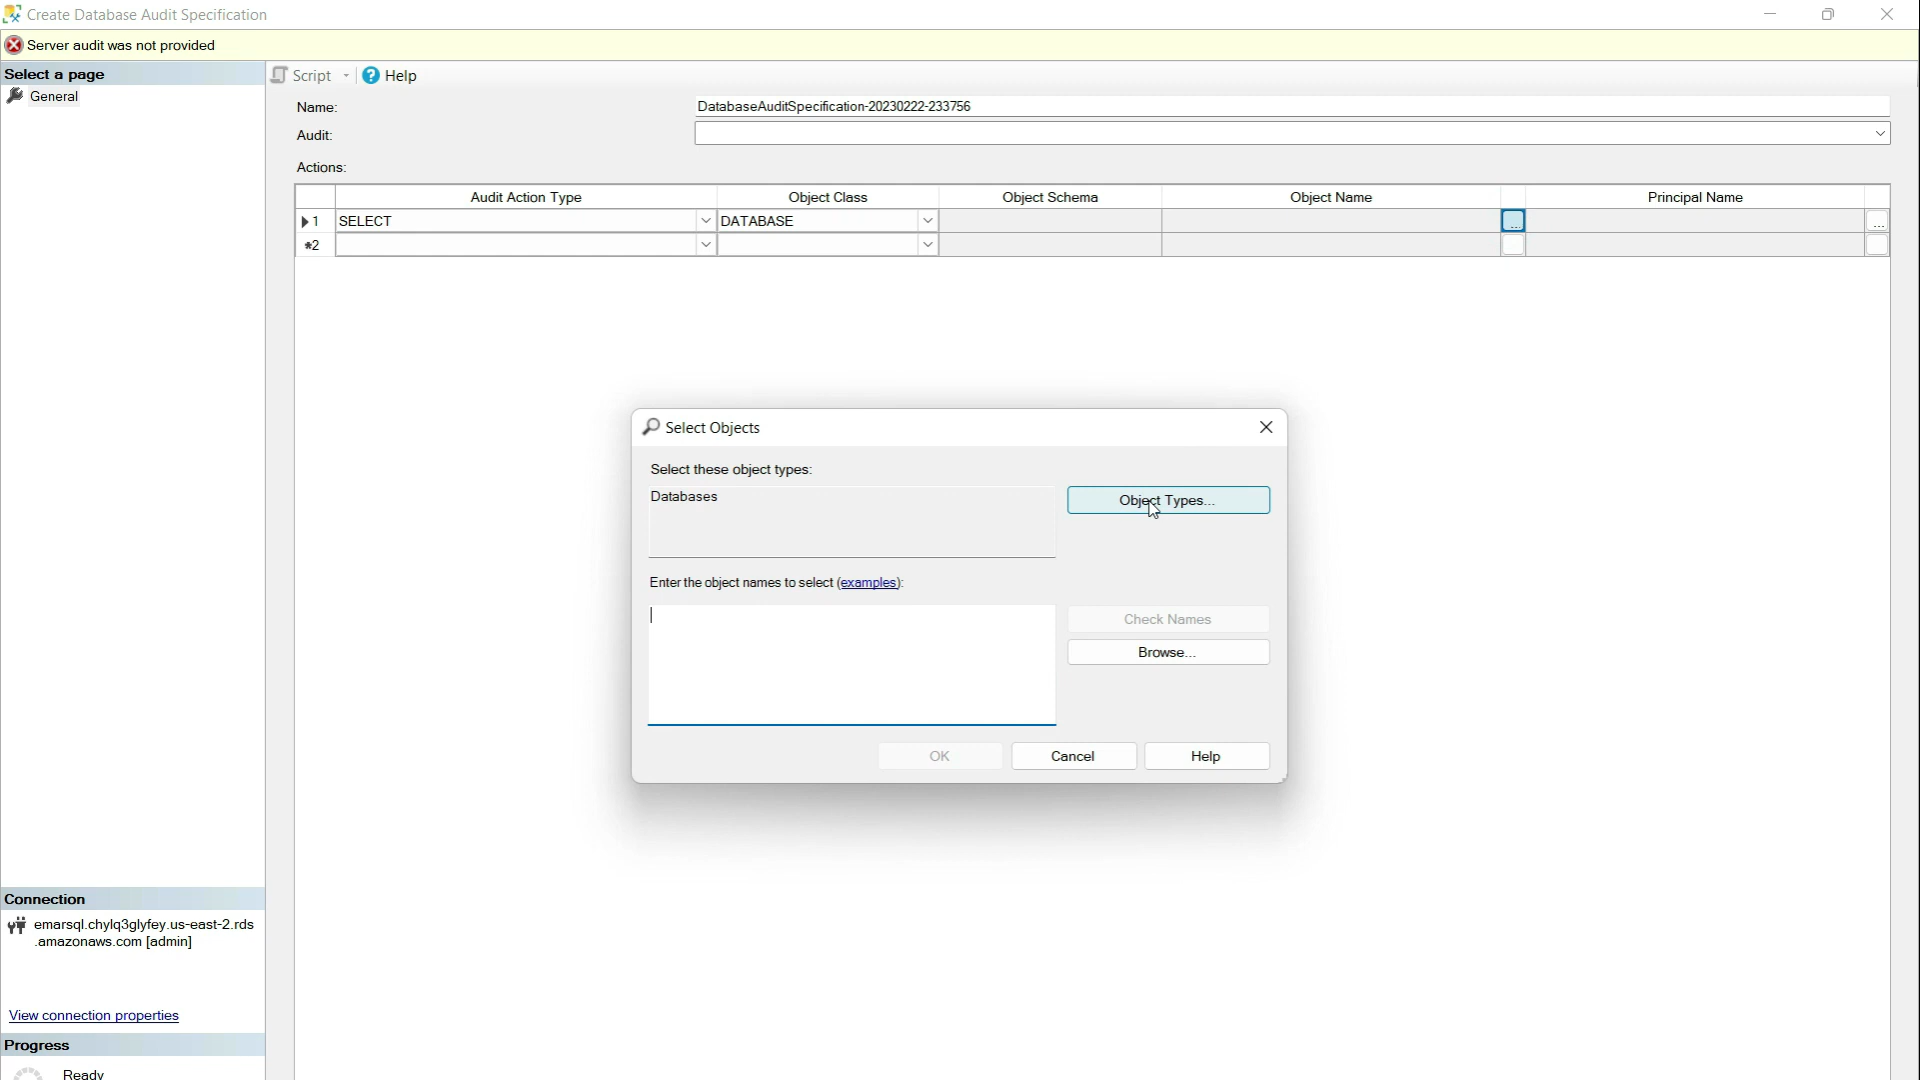 Create Database Audit Specification
Server audit was not provided
Select a page
General
Script
Help
Name:
DatabaseAuditSpecification-20230222-233756
Audit:
Actions:
Audit Action Type
Object Class
Object Schema
Object Name
Principal Name
1
SELECT
DATABASE
...
...
*2
Select Objects
Select these object types:
Databases
Object Types...
Enter the object names to select (examples):
Check Names
Browse...
OK
Cancel
Help
Connection
emarsql.chylq3glyfey.us-east-2.rds
.amazonaws.com [admin]
View connection properties
Progress
Ready